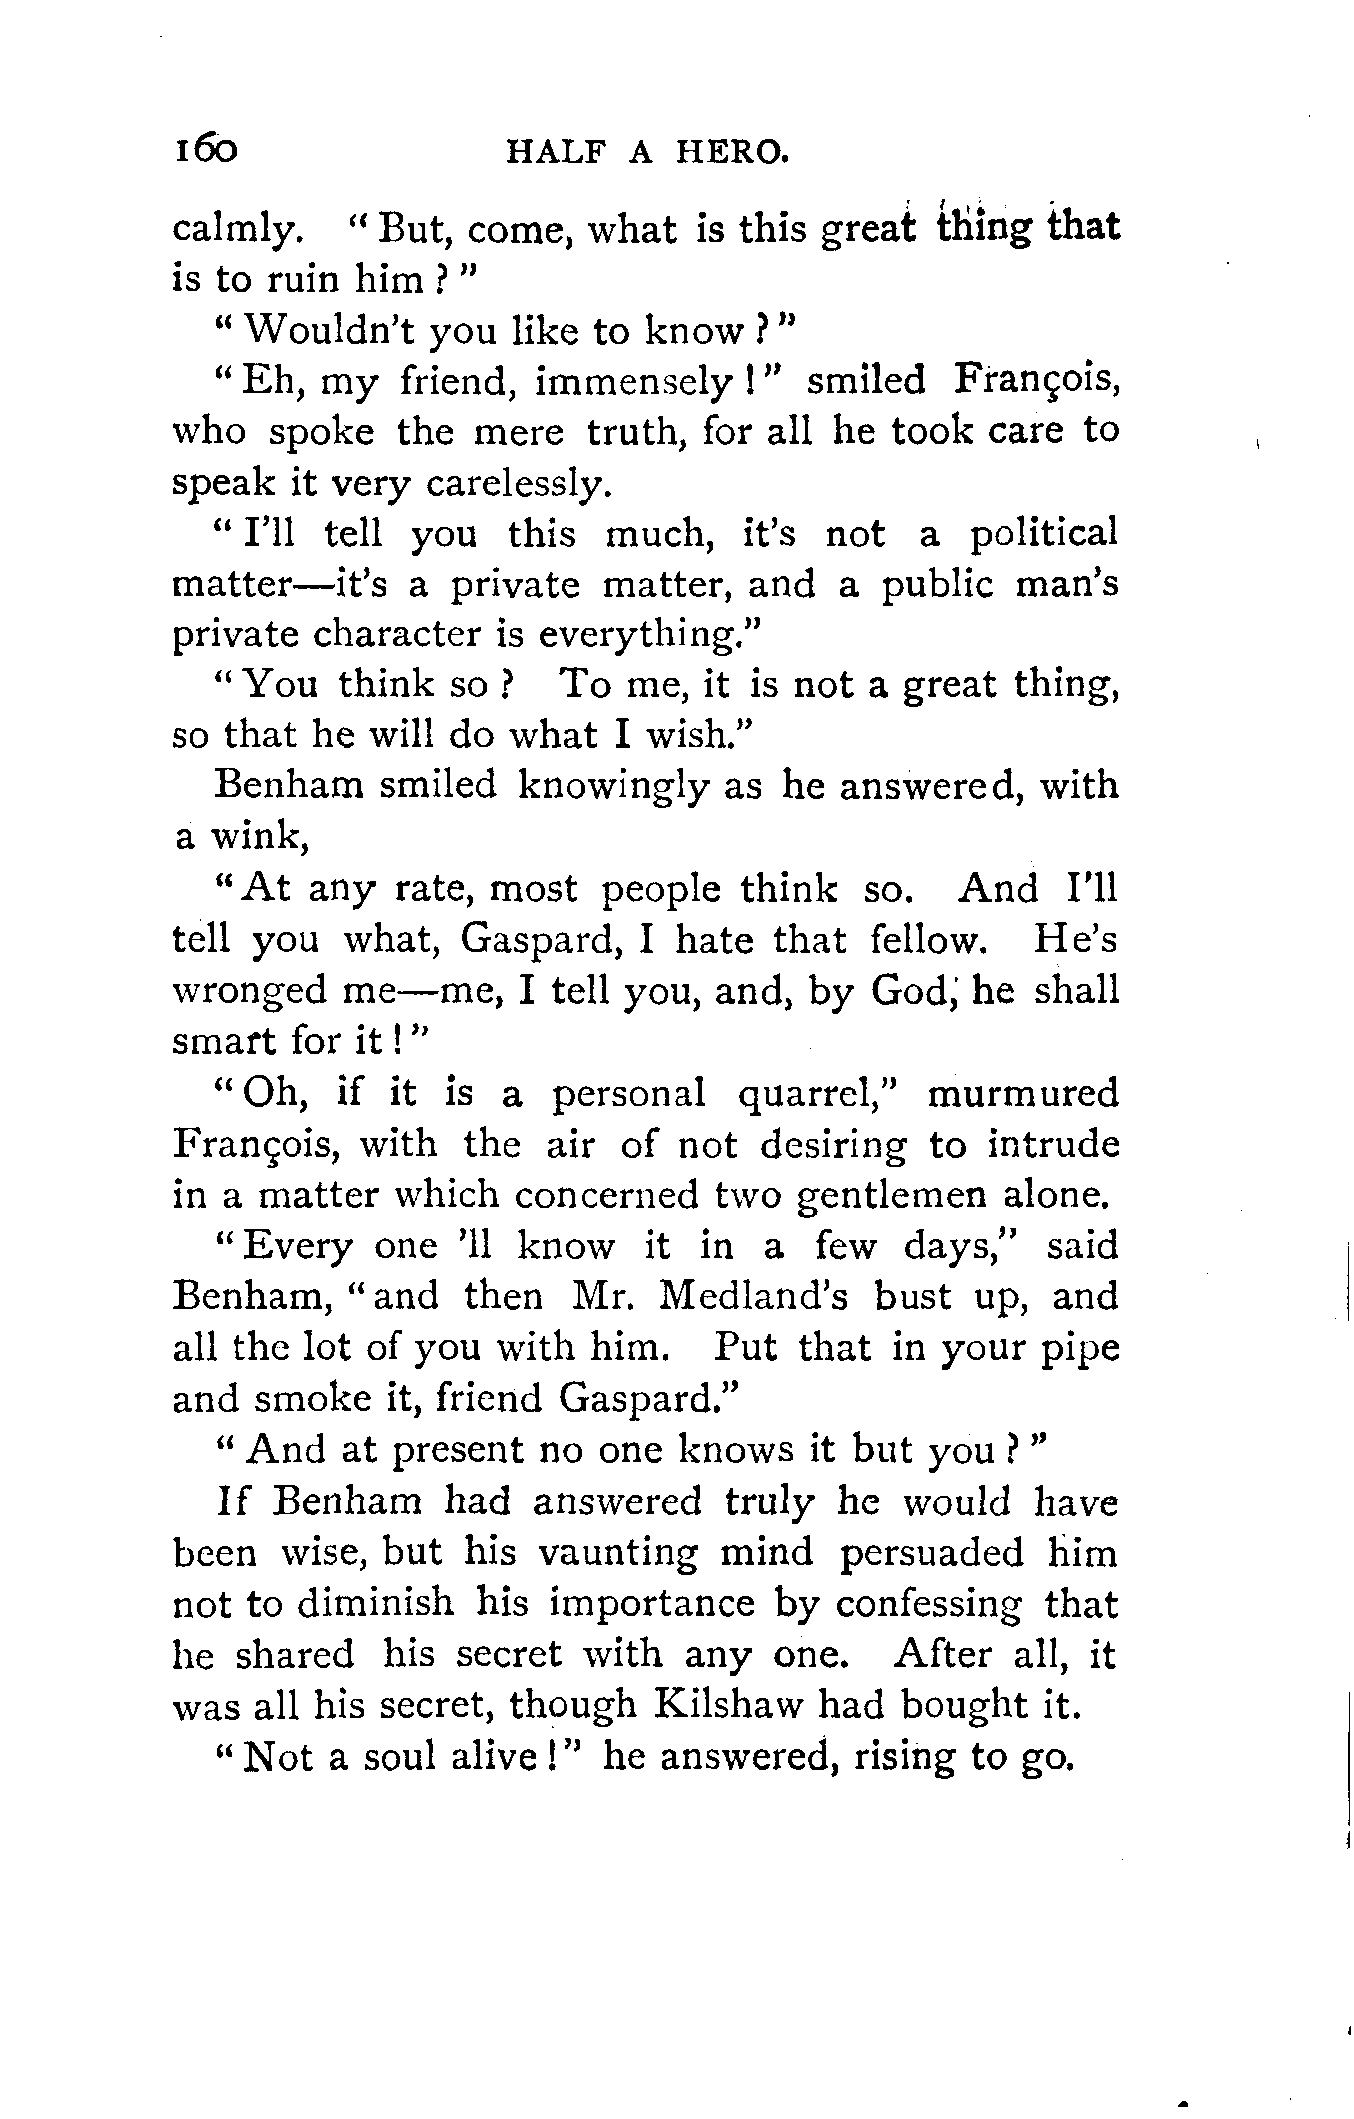 160 HALF A HERO.
calmly. “ But, come, what is this great thing that
is to ruin him ? ”
“ Wouldn't you like to know ? ”
“ Eh, my friend, immensely ! ” smiled François,
who spoke the mere truth, for all he took care to
speak it very carelessly.
“ I'll tell you this much, it's not a political
matter—it's a private matter, and a public man's
private character is everything.”
“ You think so ? To me, it is not a great thing,
so that he will do what I wish.”
Benham smiled knowingly as he answered, with
a wink,
“ At any rate, most people think so. And I'll
tell you what, Gaspard, I hate that fellow. He's
wronged me—me, I tell you, and, by God, he shall
smart for it ! ”
“ Oh, if it is a personal quarrel,” murmured
François, with the air of not desiring to intrude
in a matter which concerned two gentlemen alone.
“ Every one 'll know it in a few days,” said
Benham, “ and then Mr. Medland's bust up, and
all the lot of you with him. Put that in your pipe
and smoke it, friend Gaspard.”
“ And at present no one knows it but you ? ”
If Benham had answered truly he would have
been wise, but his vaunting mind persuaded him
not to diminish his importance by confessing that
he shared his secret with any one. After all, it
was all his secret, though Kilshaw had bought it.
“ Not a soul alive ! ” he answered, rising to go.